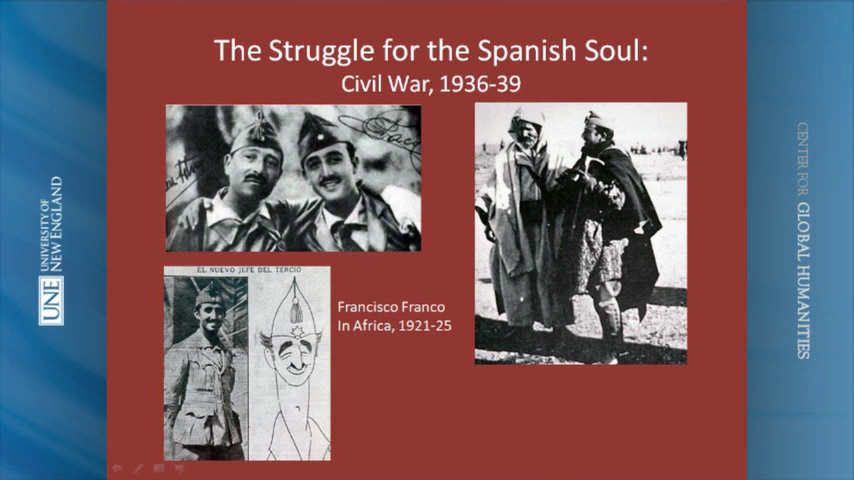 The Struggle for the Spanish Soul:
Civil War, 1936-39
EL NUEVO JEFE DEL TERCIO
Francisco Franco
In Africa, 1921-25
UNE
UNIVERSITY OF
NEW ENGLAND
CENTER FOR GLOBAL HUMANITIES